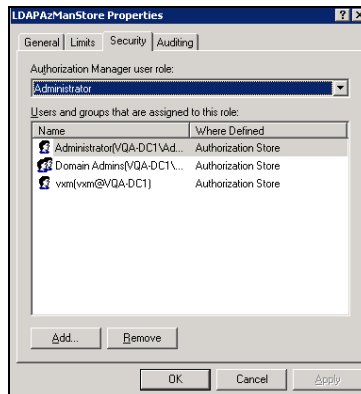 LDAPAzManStore Properties
General Limits Security Auditing
Authorization Manager user role:
Administrator
Users and groups that are assigned to this role:
Name Where Defined
Administrator(VQA-DC1\Ad... Authorization Store
Domain Admins(VQA-DC1\... Authorization Store
vxm(vxm@VQA-DC1) Authorization Store
Add... Remove
OK Cancel Apply